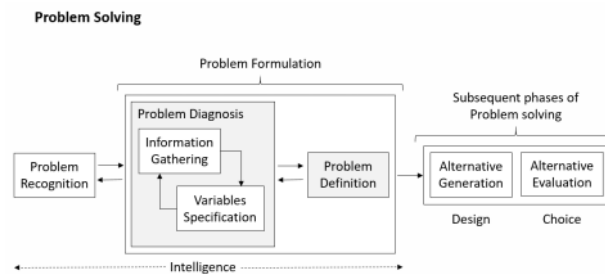 Problem Solving
Problem Formulation
Subsequent phases of
Problem solving
Problem Diagnosis
Information
Gathering
Variables
Specification
Problem
Recognition
Problem
Definition
Alternative
Generation
Alternative
Evaluation
Design
Choice
Intelligence